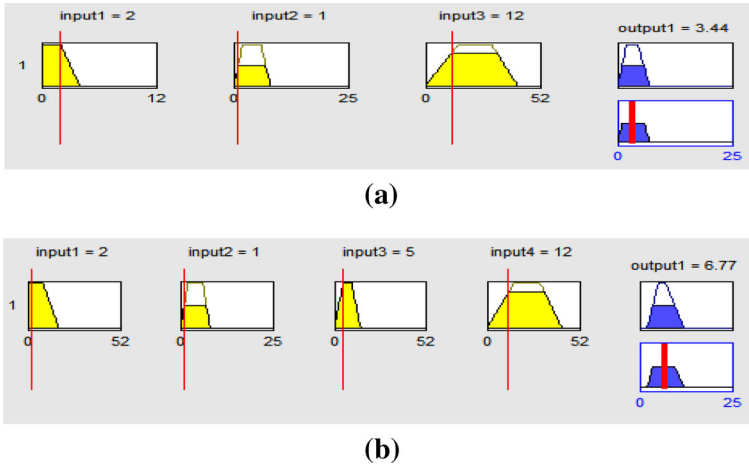 input1 = 2 input2 = 1 input3 = 12 output1 = 3.44
1
0 12 0 25 0 52
0 25
(a)
input1 = 2 input2 = 1 input3 = 5 input4 = 12 output1 = 6.77
1
0 52 0 25 0 52 0 52
0 25
(b)